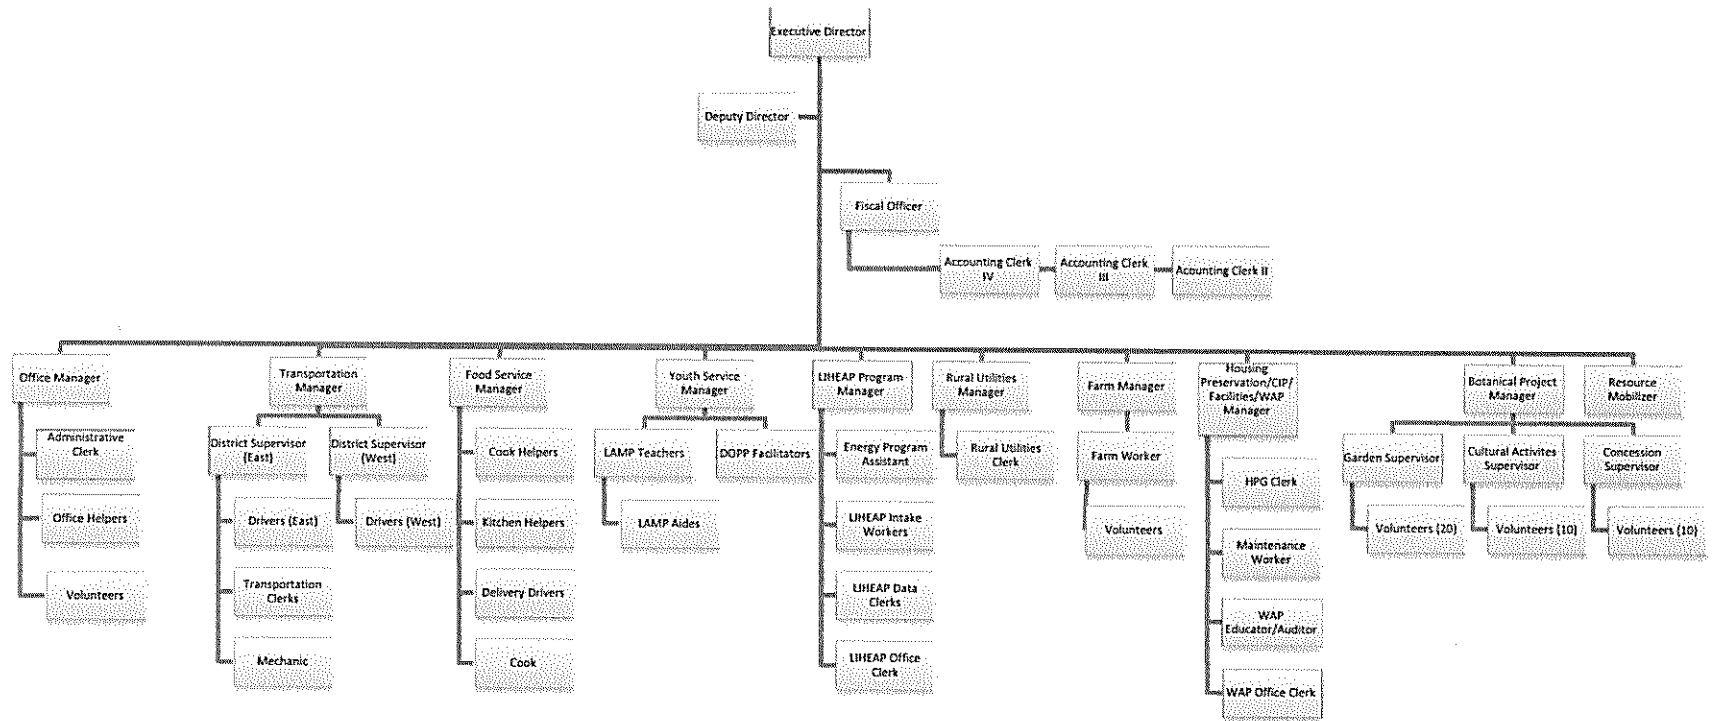 Executive Director
Deputy Director
Fiscal Officer
Accounting Clerk
IV
Accounting Clerk
III
Acounting Clerk II
Office Manager
Transportation
Manager
Food Service
Manager
Youth Service
Manager
LIHEAP Program
Manager
Rural Utilities
Manager
Farm Manager
Housing
Preservation/CIP/
Facilities/WAP
Manager
Botanical Project
Manager
Resource
Mobilizer
Administrative
Clerk
District Supervisor
(East)
District Supervisor
(West)
Cook Helpers
LAMP Teachers
DOPP Facilitators
Energy Program
Assistant
Rural Utilities
Clerk
Farm Worker
HPG Clerk
Garden Supervisor
Cultural Activites
Supervisor
Concession
Supervisor
Office Helpers
Drivers (East)
Drivers (West)
Kitchen Helpers
LAMP Aides
LIHEAP Intake
Workers
Volunteers
Maintenance
Worker
Volunteers (20)
Volunteers (10)
Volunteers (10)
Volunteers
Transportation
Clerks
Delivery Drivers
LIHEAP Data
Clerks
WAP
Educator/Auditor
Mechanic
Cook
LIHEAP Office
Clerk
WAP Office Clerk